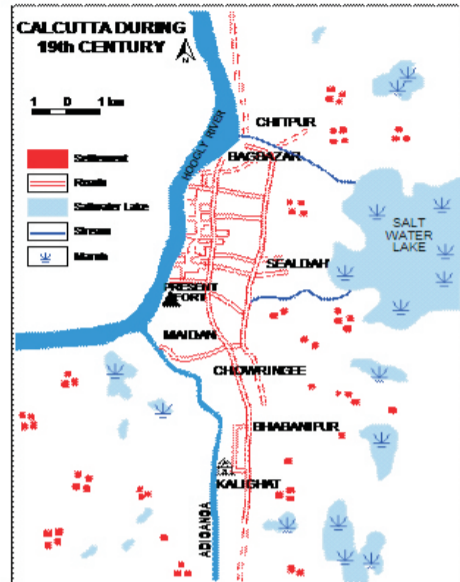 CALCUTTA DURING
19th CENTURY
N
1 0 1 km
Settlement
Roads
Saltwater Lake
Stream
Marsh
HOOGLY RIVER
CHITPUR
BAGBAZAR
SALT
WATER
LAKE
SEALDAH
PRESENT
FORT
MAIDAN
CHOWRINGEE
BHABANIPUR
KALIGHAT
ADIGANGA